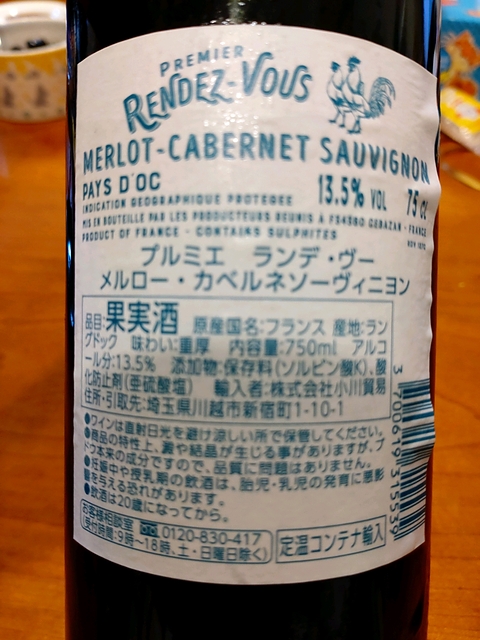 PREMIER
RENDEZ-VOUS
MERLOT-CABERNET SAUVIGNON
PAYS D'OC 13.5% VOL 75 cl
INDICATION GEOGRAPHIQUE PROTEGEE
MIS EN BOUTEILLE PAR LES PRODUCTEURS REUNIS À F34360 CEBAZAN - FRANCE
PRODUCT OF FRANCE - CONTAINS SULPHITES
プルミエ ランデ・ヴー
メルロー・カベルネソーヴィニヨン
品目:果実酒 原産国名:フランス 産地:ラン
グドック 味わい:重厚 内容量:750ml アルコ
ール分:13.5% 添加物:保存料(ソルビン酸K)、酸
化防止剤(亜硫酸塩) 輸入者:株式会社小川貿易
住所・引取先:埼玉県川越市新宿町1-10-1
●ワインは直射日光を避け涼しい所で保管してください。
●商品の特性上、澱や結晶が生じる事がありますが、ブ
ドウ本来の成分ですので、品質に問題はありません。
●妊娠中や授乳期の飲酒は、胎児・乳児の発育に悪影
響を与える恐れがあります。
●飲酒は20歳になってから。
お客様相談室 0120-830-417
(受付時間:9時〜18時、土・日曜日除く)
定温コンテナ輸入
3 700619 315539